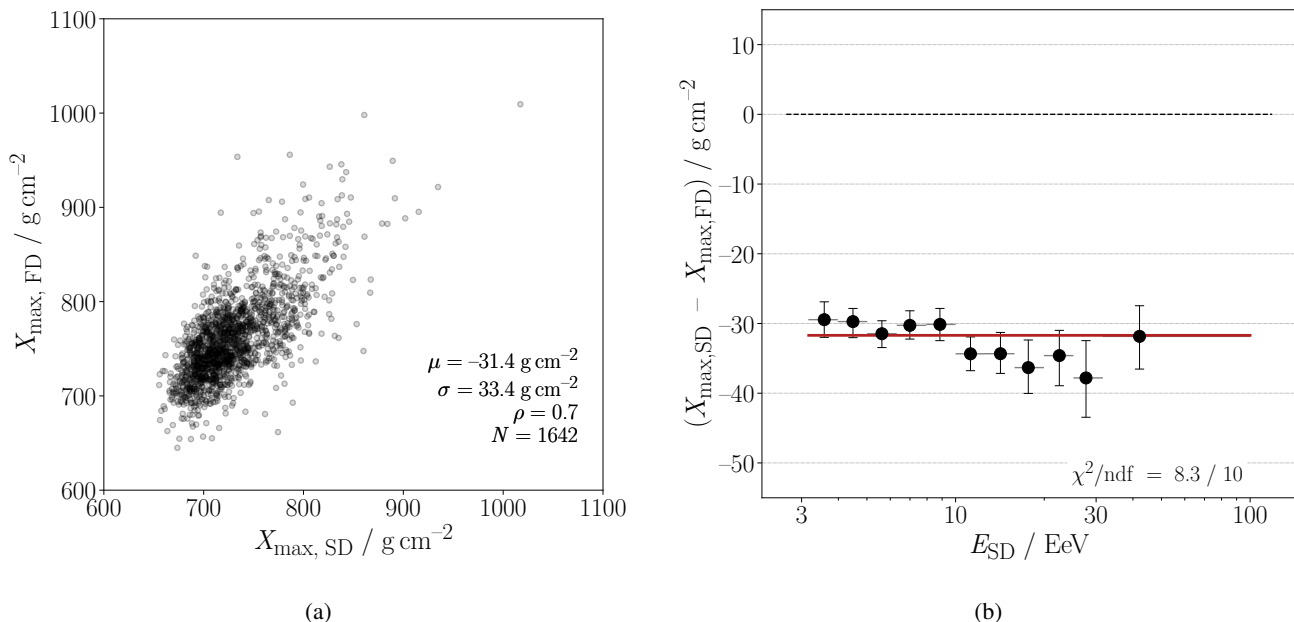 1100
1000
900
800
700
600
600 700 800 900 1000 1100
X_max, FD / g cm⁻²
X_max, SD / g cm⁻²
μ = −31.4 g cm⁻²
σ = 33.4 g cm⁻²
ρ = 0.7
N = 1642
(a)
10
0
−10
−20
−30
−40
−50
3 10 30 100
(X_max,SD − X_max,FD) / g cm⁻²
E_SD / EeV
χ²/ndf = 8.3 / 10
(b)